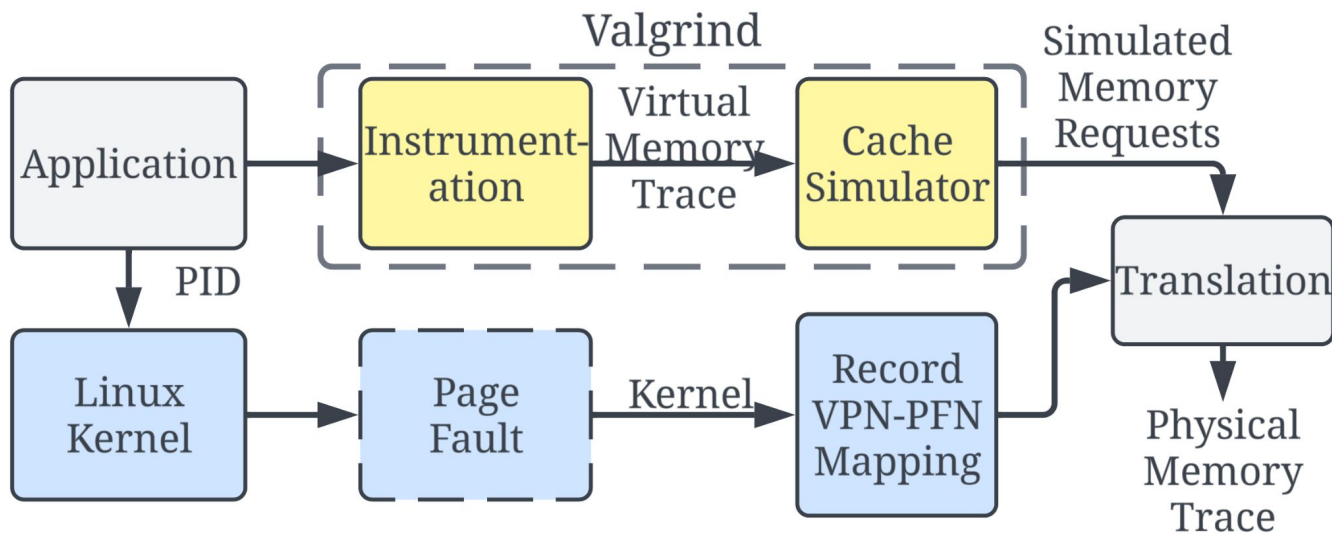 Valgrind
Simulated
Memory
Requests
Application
Instrument-
ation
Virtual
Memory
Trace
Cache
Simulator
PID
Translation
Linux
Kernel
Page
Fault
Kernel
Record
VPN-PFN
Mapping
Physical
Memory
Trace